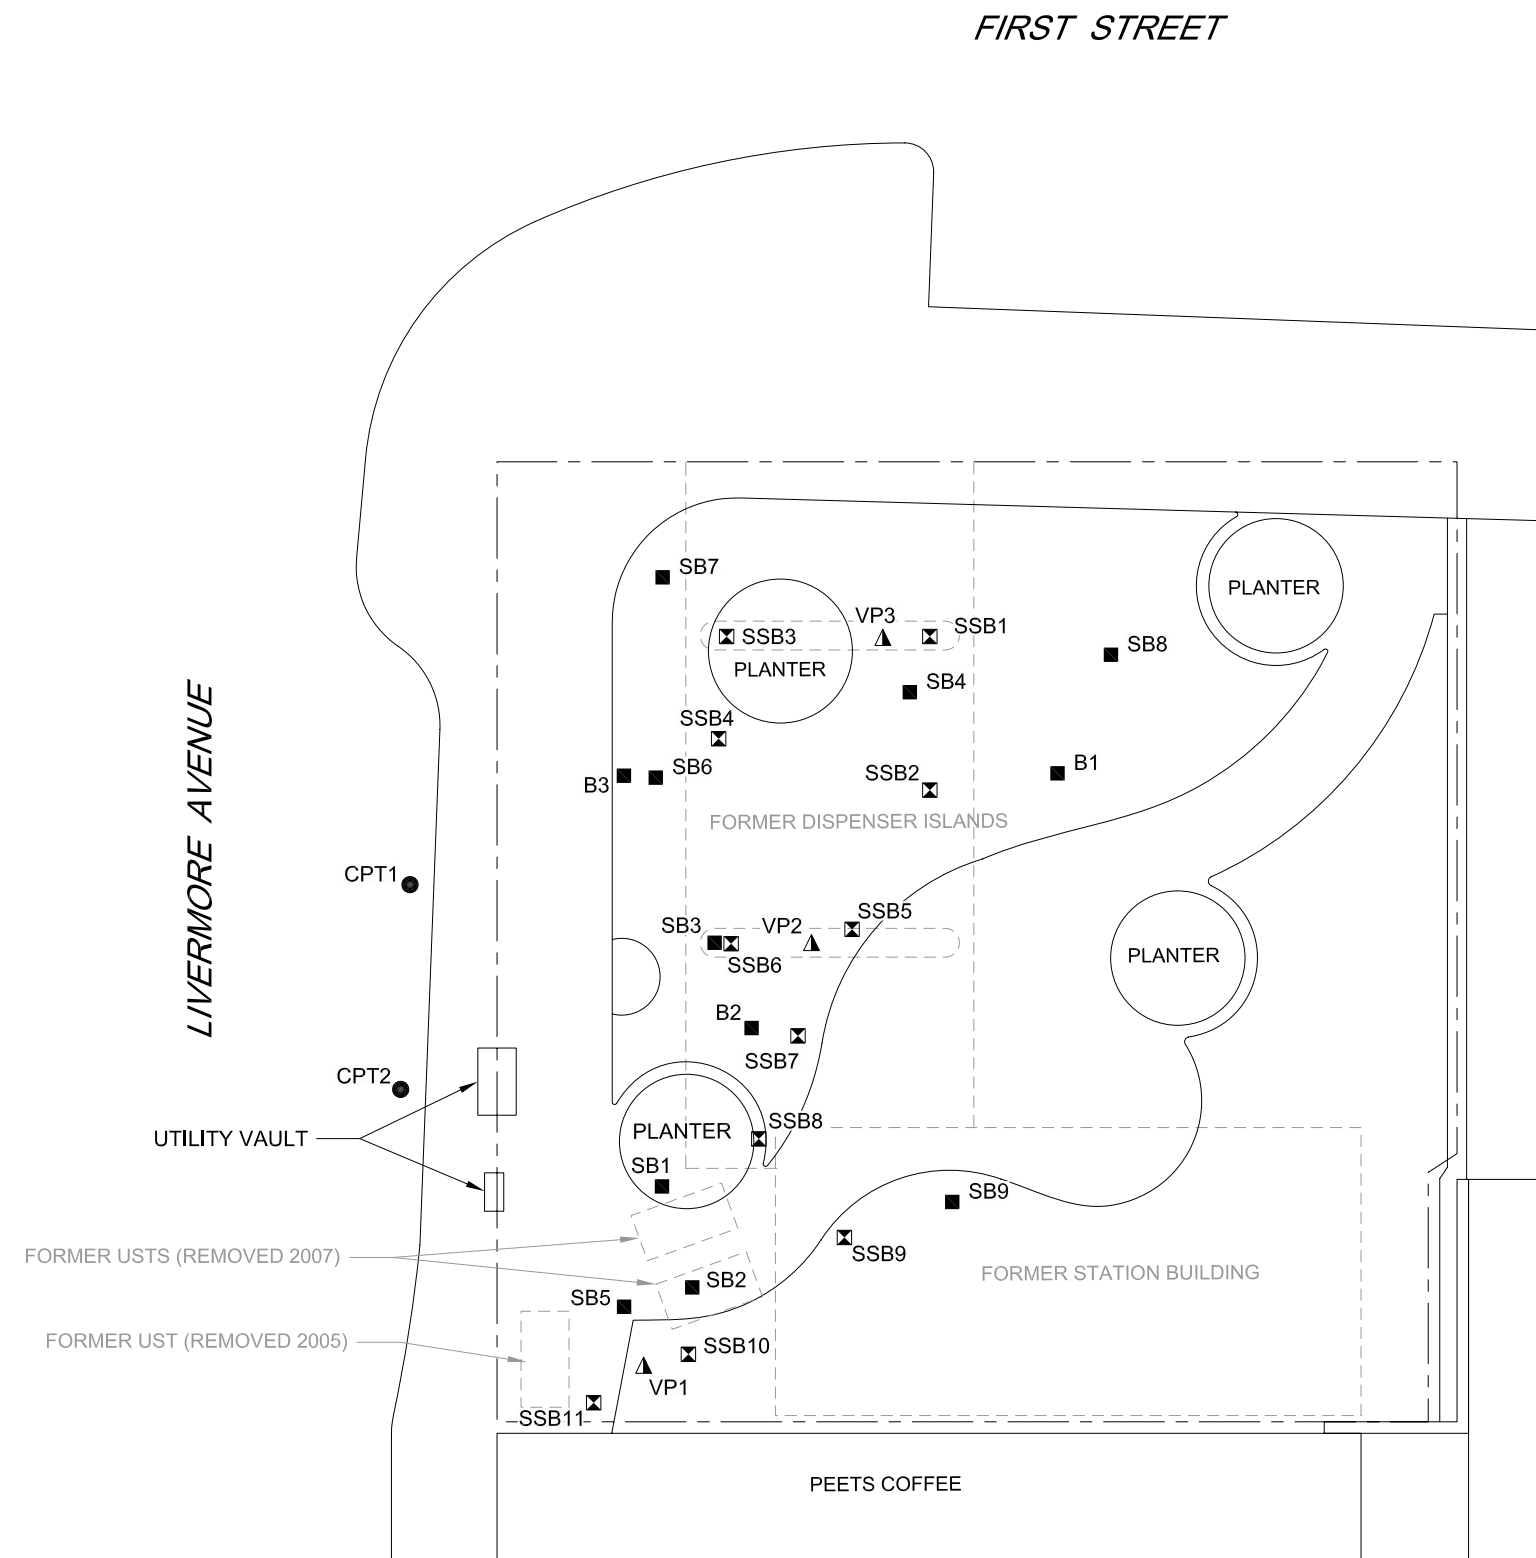 FIRST STREET
SB7
PLANTER
VP3
SSB1
SSB3
SB8
PLANTER
SB4
LIVERMORE AVENUE
SSB4
B1
SB6
SSB2
B3
FORMER DISPENSER ISLANDS
CPT1
SSB5
SB3
VP2
PLANTER
SSB6
B2
SSB7
CPT2
SSB8
PLANTER
UTILITY VAULT
SB1
SB9
FORMER USTS (REMOVED 2007)
SSB9
FORMER STATION BUILDING
SB2
SB5
FORMER UST (REMOVED 2005)
SSB10
VP1
SSB11
PEETS COFFEE